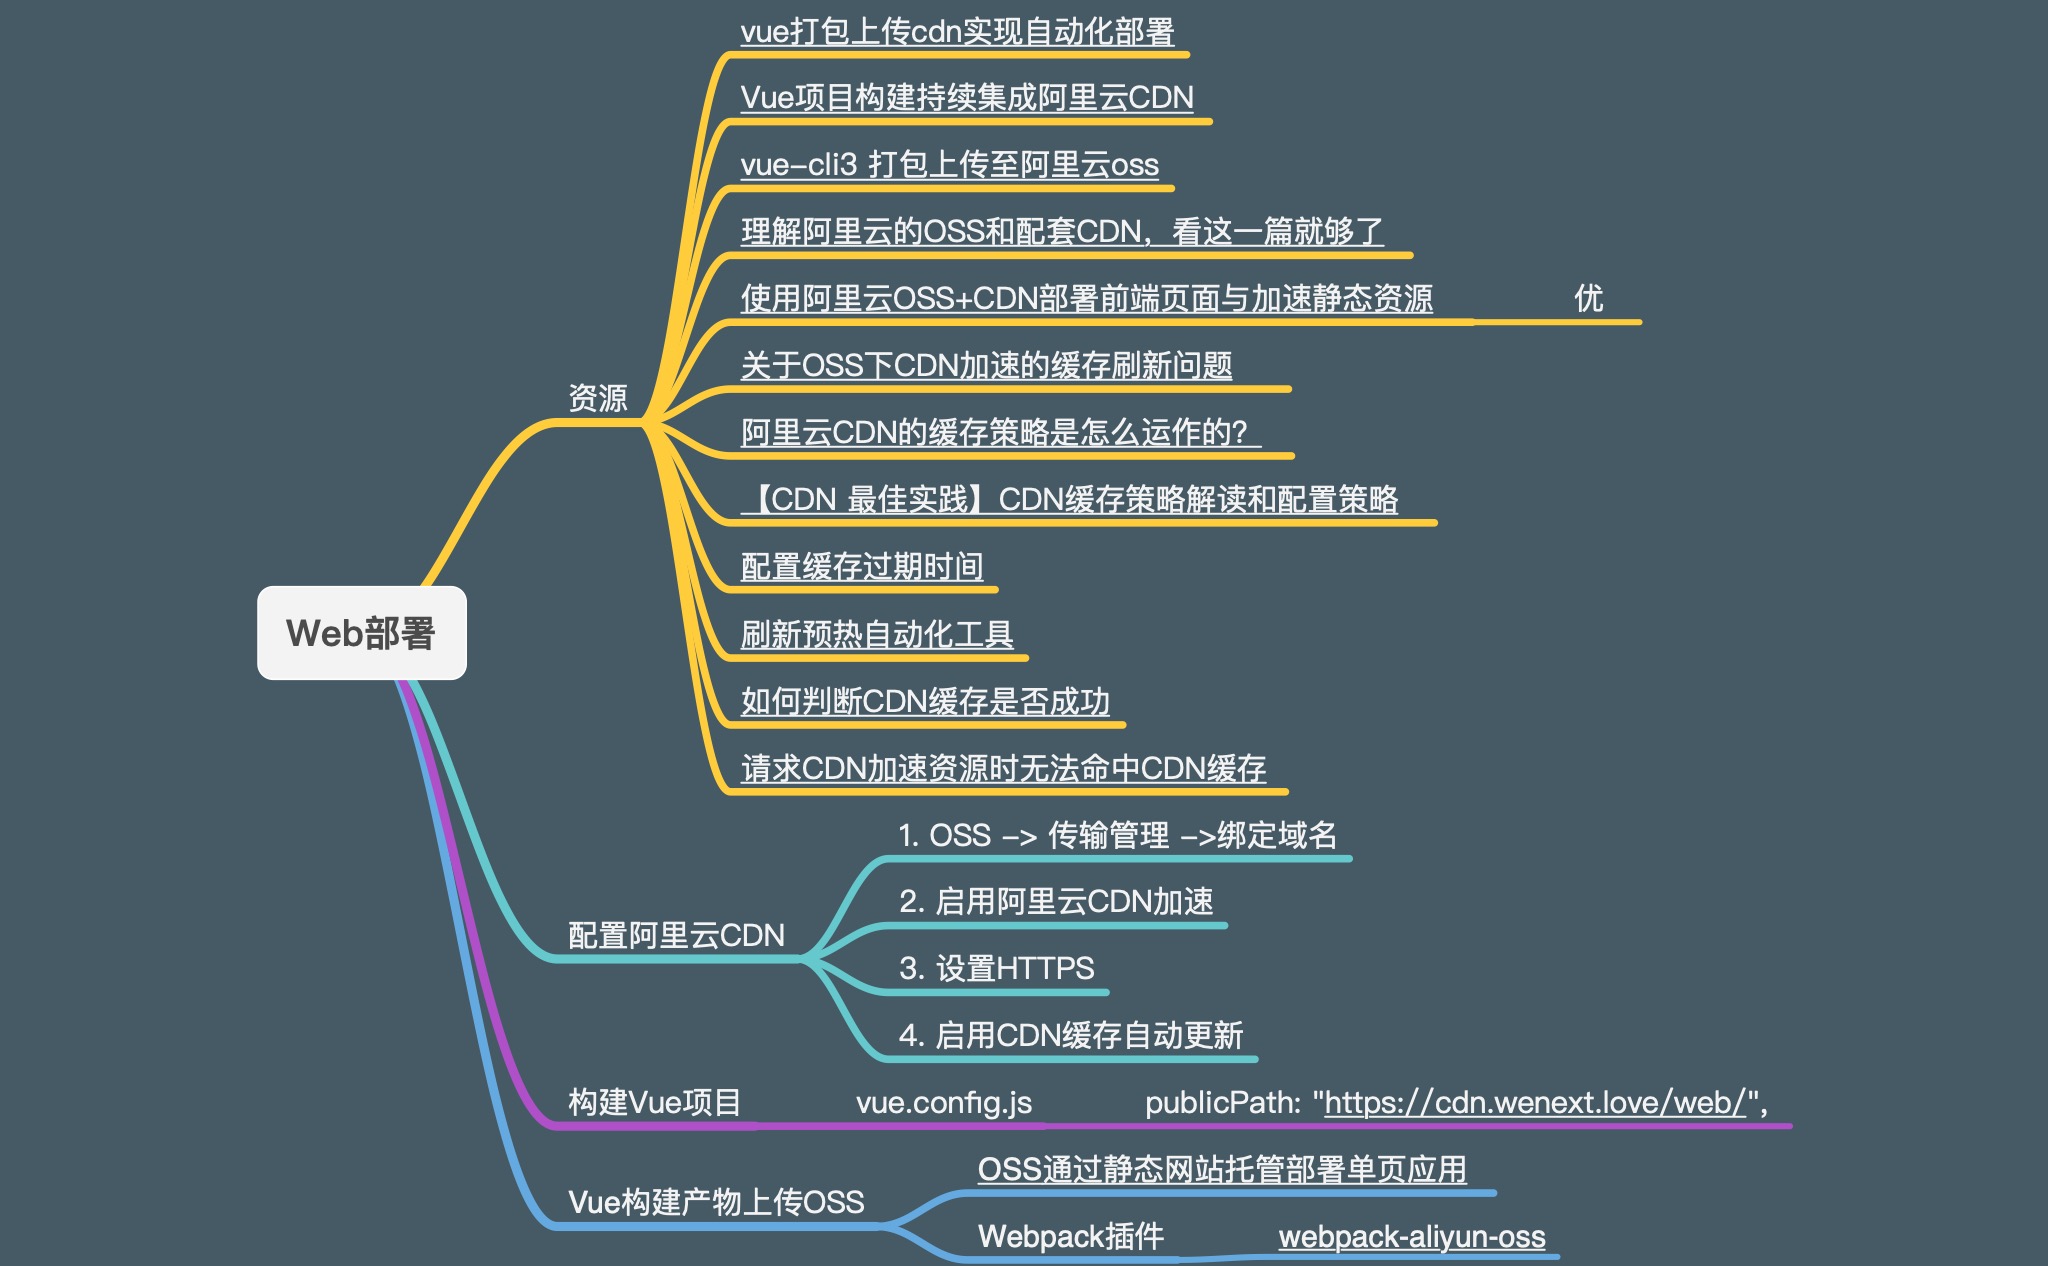 Web部署
资源
vue打包上传cdn实现自动化部署
Vue项目构建持续集成阿里云CDN
vue-cli3 打包上传至阿里云oss
理解阿里云的OSS和配套CDN，看这一篇就够了
使用阿里云OSS+CDN部署前端页面与加速静态资源
优
关于OSS下CDN加速的缓存刷新问题
阿里云CDN的缓存策略是怎么运作的？
【CDN 最佳实践】CDN缓存策略解读和配置策略
配置缓存过期时间
刷新预热自动化工具
如何判断CDN缓存是否成功
请求CDN加速资源时无法命中CDN缓存
配置阿里云CDN
1. OSS -> 传输管理 ->绑定域名
2. 启用阿里云CDN加速
3. 设置HTTPS
4. 启用CDN缓存自动更新
构建Vue项目
vue.config.js
publicPath: "https://cdn.wenext.love/web/",
Vue构建产物上传OSS
OSS通过静态网站托管部署单页应用
Webpack插件
webpack-aliyun-oss